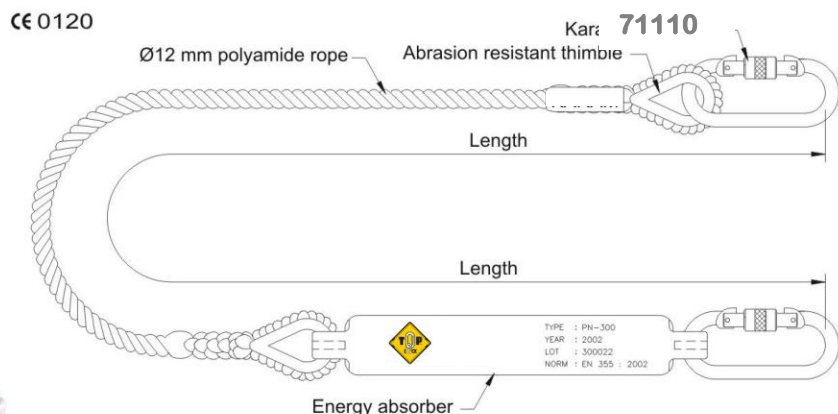 CE 0120
71110
Kara
Ø12 mm polyamide rope
Abrasion resistant thimble
Length
Length
TOP
TYPE : PN-300
YEAR : 2002
LOT : 300022
NORM : EN 355 : 2002
Energy absorber